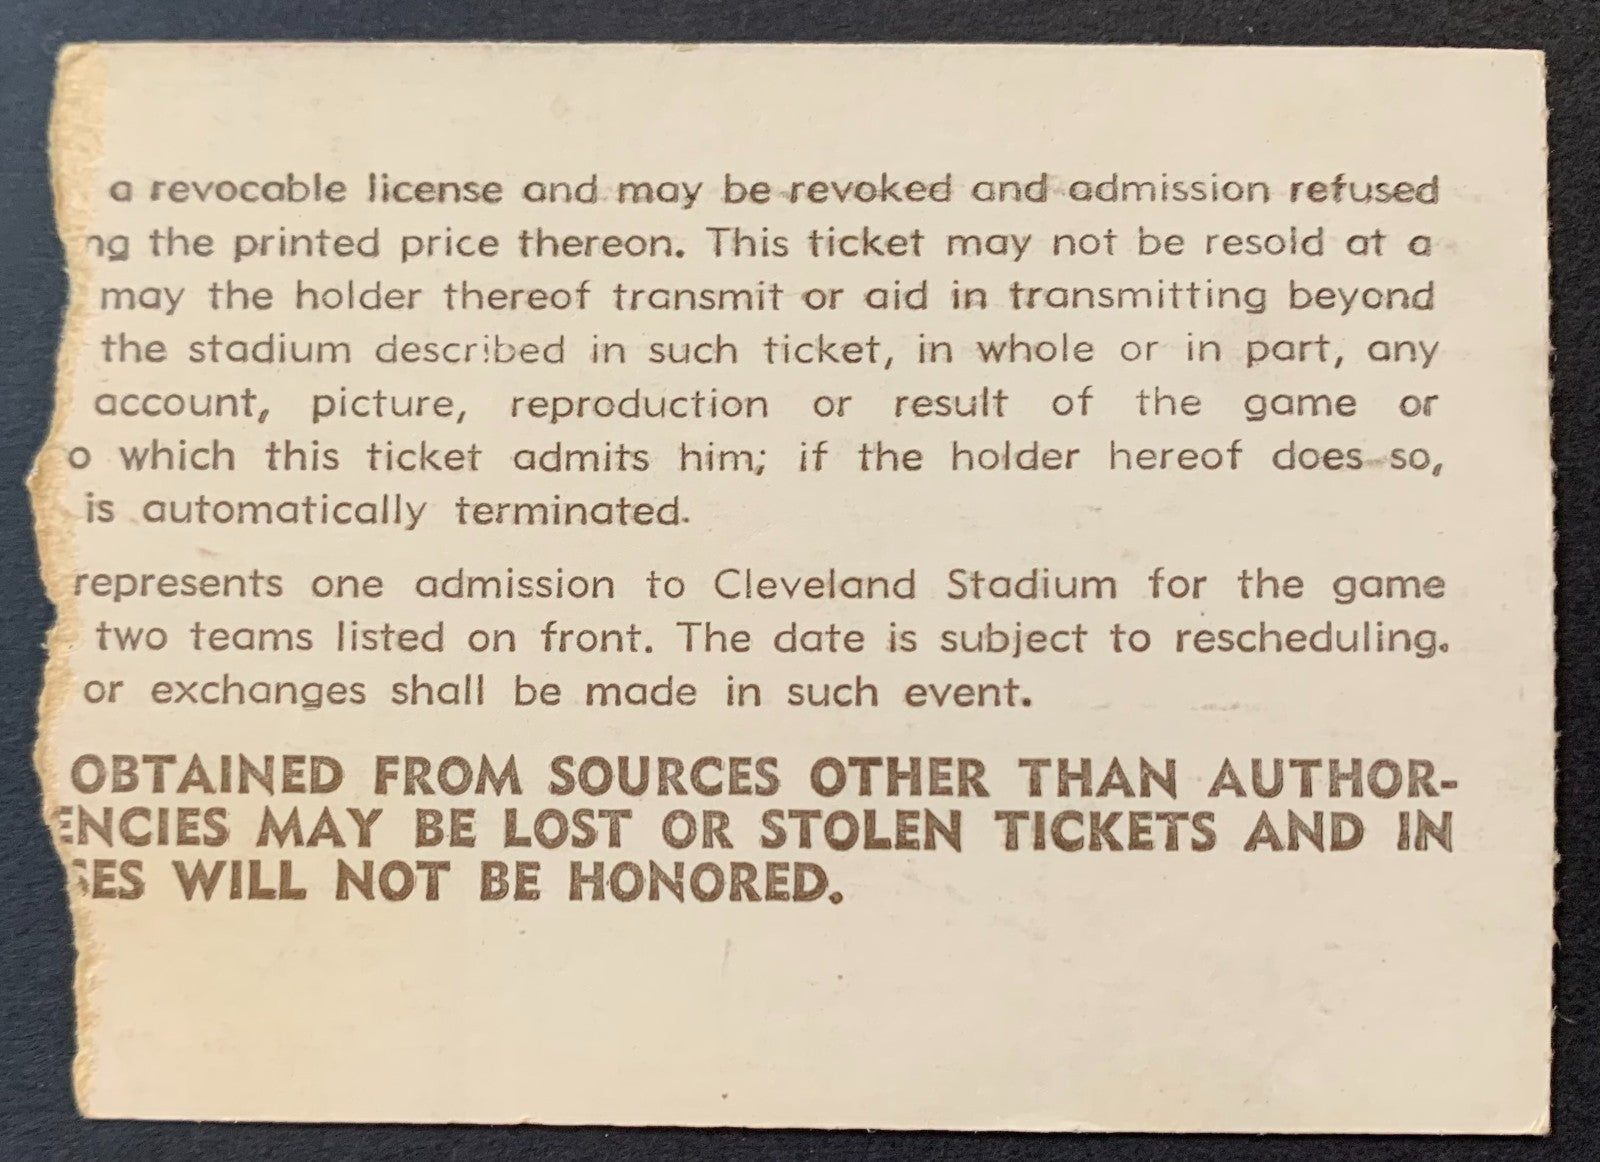 a revocable license and may be revoked and admission refused
ng the printed price thereon. This ticket may not be resold at a
may the holder thereof transmit or aid in transmitting beyond
the stadium described in such ticket, in whole or in part, any
account, picture, reproduction or result of the game or
o which this ticket admits him; if the holder hereof does so,
is automatically terminated.
represents one admission to Cleveland Stadium for the game
two teams listed on front. The date is subject to rescheduling.
or exchanges shall be made in such event.
OBTAINED FROM SOURCES OTHER THAN AUTHOR-
ENCIES MAY BE LOST OR STOLEN TICKETS AND IN
SES WILL NOT BE HONORED.